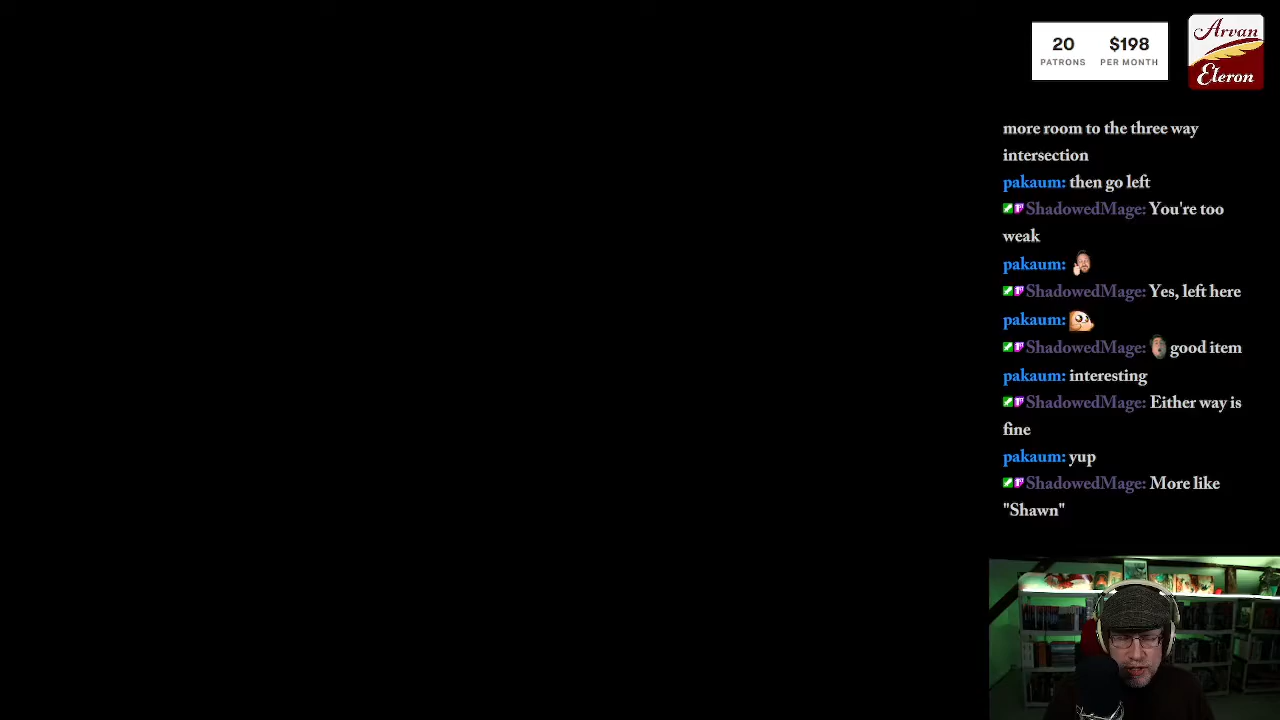 20 $198
PATRONS PER MONTH
Arvan
Eleron
more room to the three way
intersection
pakaum: then go left
ShadowedMage: You're too
weak
pakaum:
ShadowedMage: Yes, left here
pakaum:
ShadowedMage: good item
pakaum: interesting
ShadowedMage: Either way is
fine
pakaum: yup
ShadowedMage: More like
"Shawn"